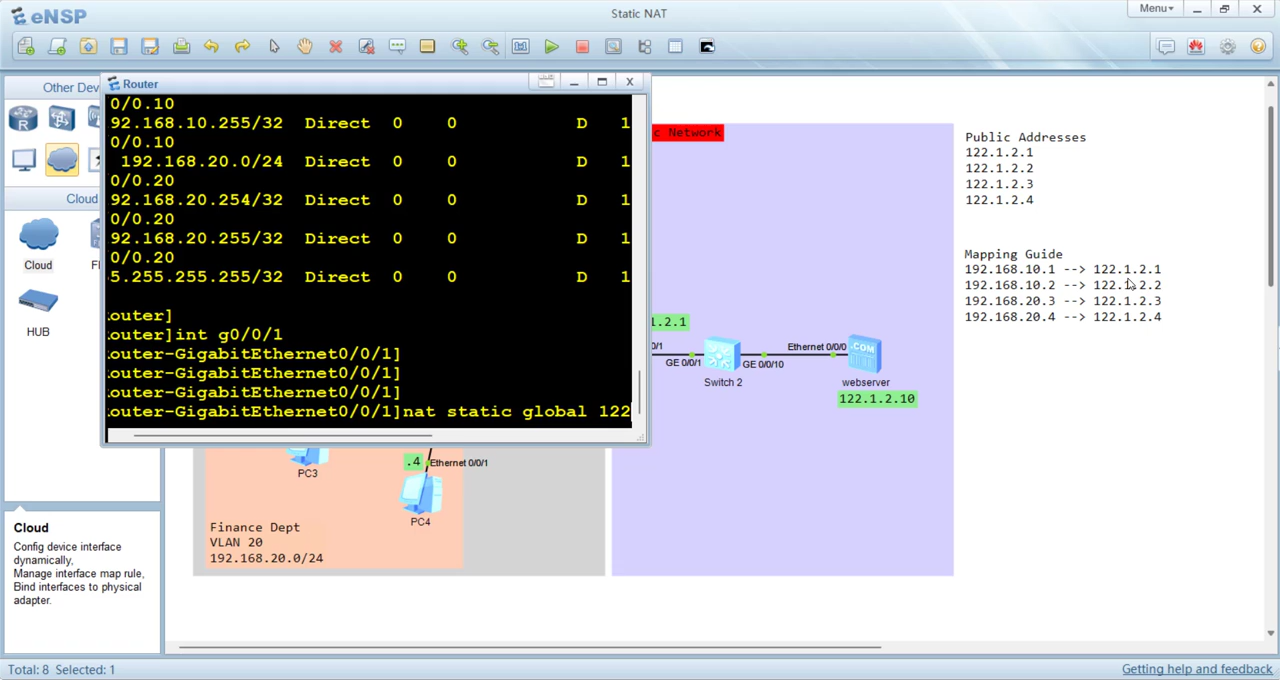 eNSP
Static NAT
Menu
Other Dev
Cloud
Cloud
HUB
Cloud
Config device interface
dynamically,
Manage interface map rule,
Bind interfaces to physical
adapter.
Router
0/0.10
92.168.10.255/32 Direct 0 0 D 1
0/0.10
192.168.20.0/24 Direct 0 0 D 1
0/0.20
92.168.20.254/32 Direct 0 0 D 1
0/0.20
92.168.20.255/32 Direct 0 0 D 1
0/0.20
5.255.255.255/32 Direct 0 0 D 1
outer]
outer]int g0/0/1
outer-GigabitEthernet0/0/1]
outer-GigabitEthernet0/0/1]
outer-GigabitEthernet0/0/1]
outer-GigabitEthernet0/0/1]nat static global 122
PC3
.4
Ethernet 0/0/1
PC4
Finance Dept
VLAN 20
192.168.20.0/24
c Network
1.2.1
0/1
GE 0/0/1
Switch 2
GE 0/0/10
Ethernet 0/0/0
.COM
webserver
122.1.2.10
Public Addresses
122.1.2.1
122.1.2.2
122.1.2.3
122.1.2.4
Mapping Guide
192.168.10.1 --> 122.1.2.1
192.168.10.2 --> 122.1.2.2
192.168.20.3 --> 122.1.2.3
192.168.20.4 --> 122.1.2.4
Total: 8 Selected: 1
Getting help and feedback